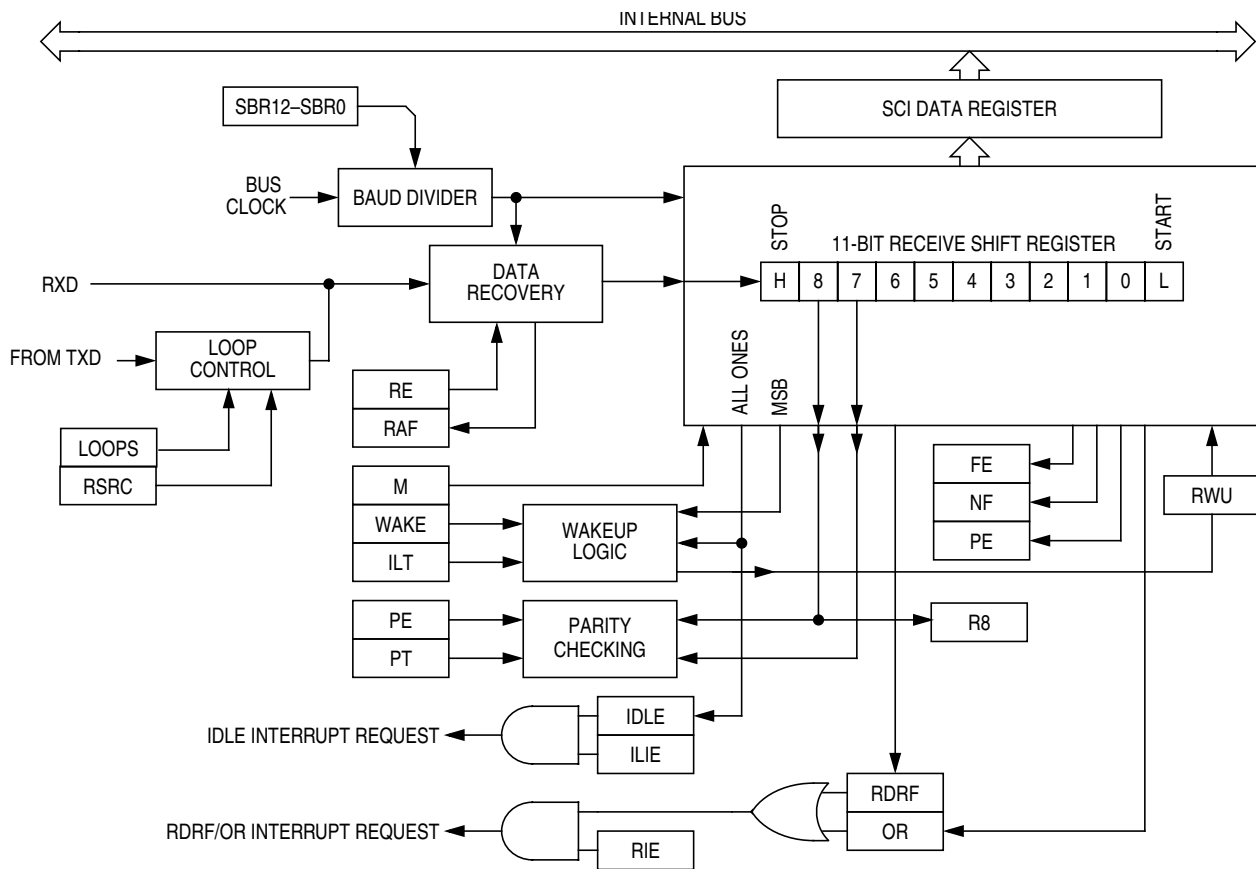 INTERNAL BUS
SBR12–SBR0
SCI DATA REGISTER
BUS
CLOCK
BAUD DIVIDER
STOP
11-BIT RECEIVE SHIFT REGISTER
START
RXD
DATA
RECOVERY
H 8 7 6 5 4 3 2 1 0 L
FROM TXD
LOOP
CONTROL
ALL ONES
MSB
RE
RAF
LOOPS
RSRC
M
WAKE
ILT
WAKEUP
LOGIC
FE
NF
PE
RWU
PE
PT
PARITY
CHECKING
R8
IDLE INTERRUPT REQUEST
IDLE
ILIE
RDRF/OR INTERRUPT REQUEST
RDRF
OR
RIE